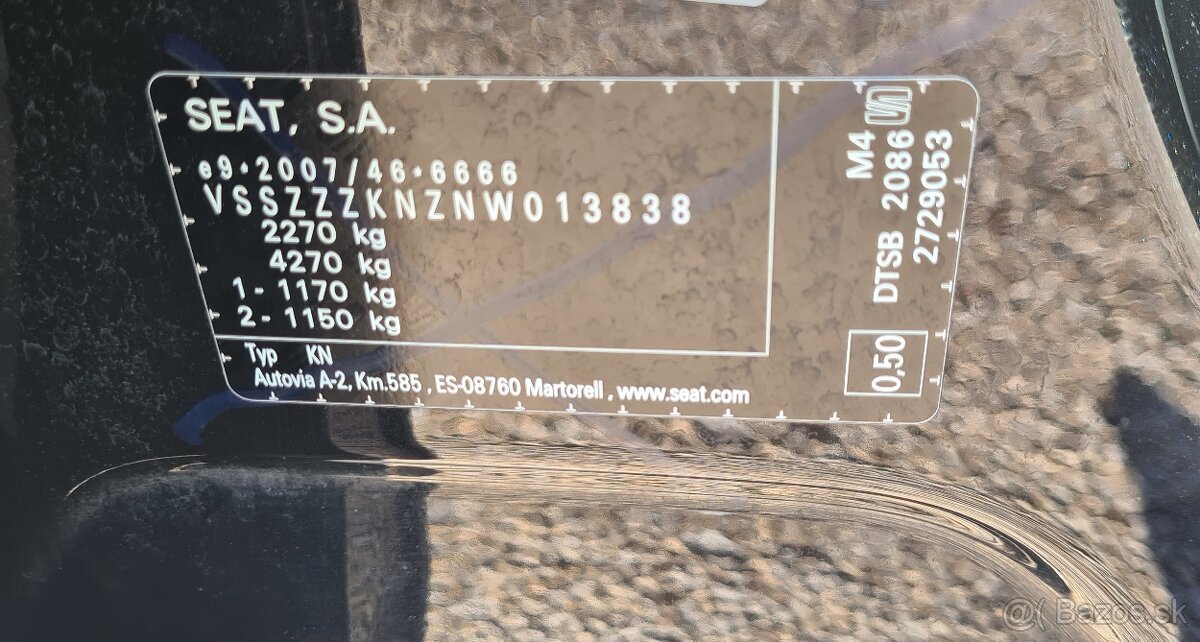 SEAT, S.A.
e9*2007/46*6666
VSSZZZKNZNW013838
2270 kg
4270 kg
1 - 1170 kg
2 - 1150 kg
Typ KN
Autovia A-2, Km.585 , ES-08760 Martorell , www.seat.com
M4
DTSB 2086
2729053
0,50
@( Bazos.sk